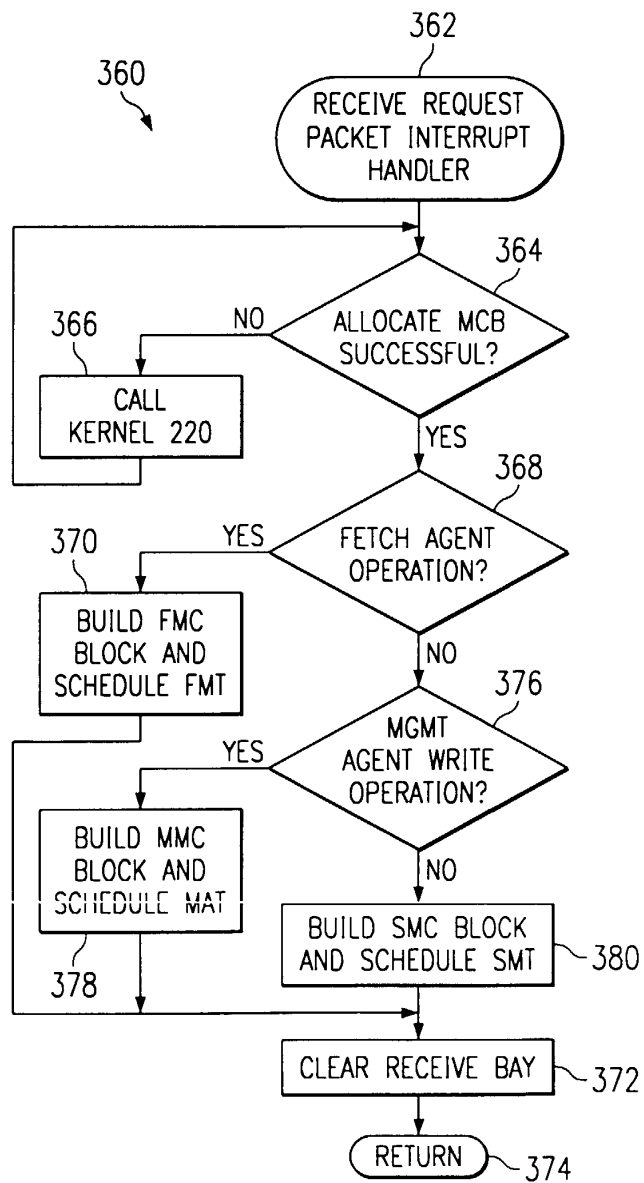 362
360
RECEIVE REQUEST
PACKET INTERRUPT
HANDLER
364
ALLOCATE MCB
SUCCESSFUL?
NO
366
CALL
KERNEL 220
YES
368
FETCH AGENT
OPERATION?
YES
370
BUILD FMC
BLOCK AND
SCHEDULE FMT
NO
376
MGMT
AGENT WRITE
OPERATION?
YES
BUILD MMC
BLOCK AND
SCHEDULE MAT
378
NO
BUILD SMC BLOCK
AND SCHEDULE SMT
380
CLEAR RECEIVE BAY
372
RETURN
374